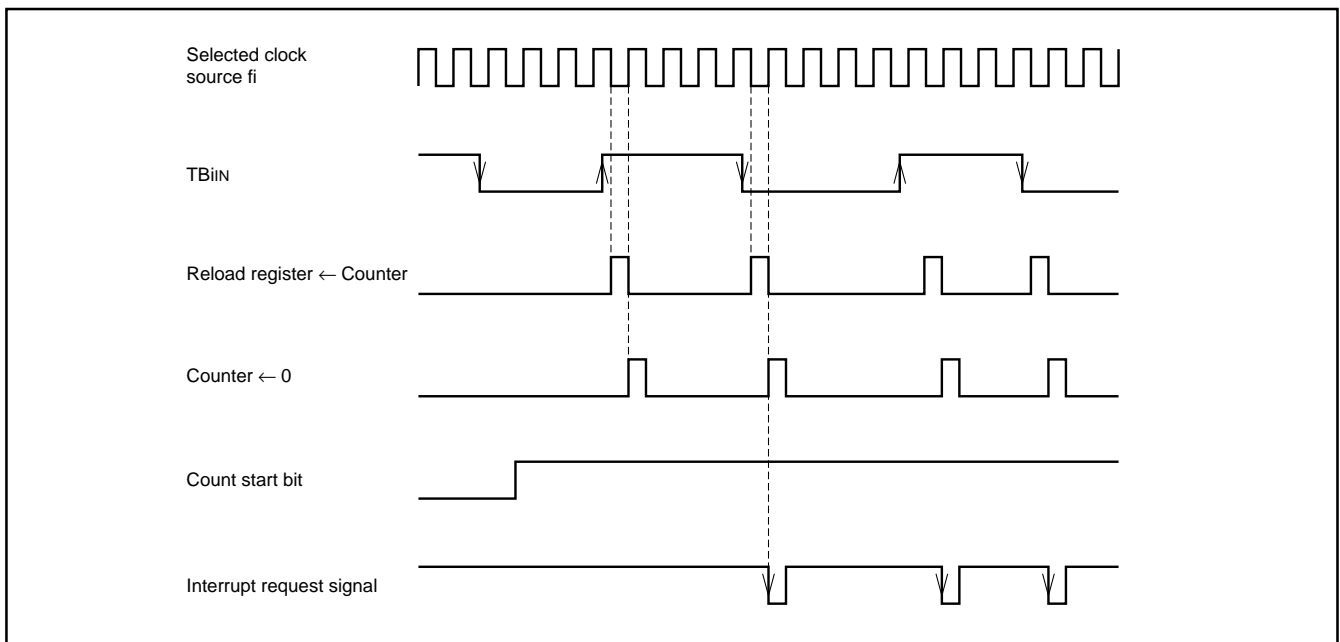 Selected clock
source fi
TBiIN
Reload register ← Counter
Counter ← 0
Count start bit
Interrupt request signal